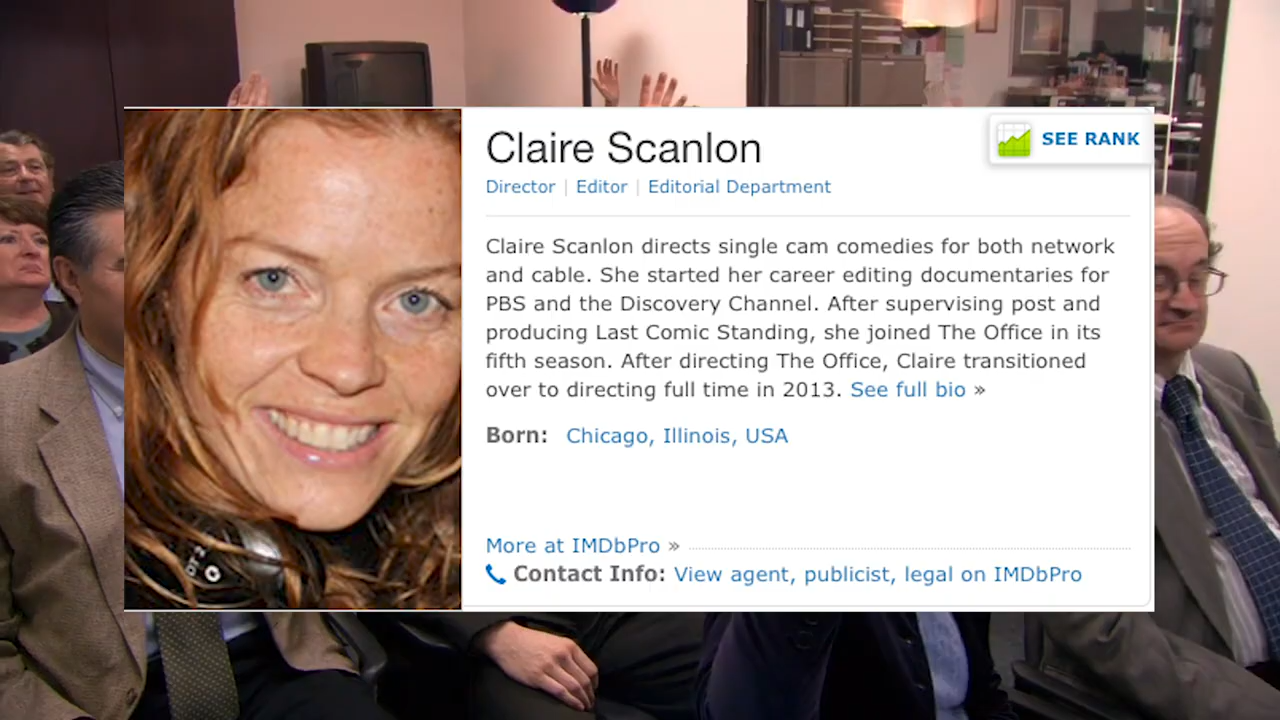 Claire Scanlon
SEE RANK
Director | Editor | Editorial Department
Claire Scanlon directs single cam comedies for both network
and cable. She started her career editing documentaries for
PBS and the Discovery Channel. After supervising post and
producing Last Comic Standing, she joined The Office in its
fifth season. After directing The Office, Claire transitioned
over to directing full time in 2013. See full bio »
Born: Chicago, Illinois, USA
More at IMDbPro »
Contact Info: View agent, publicist, legal on IMDbPro